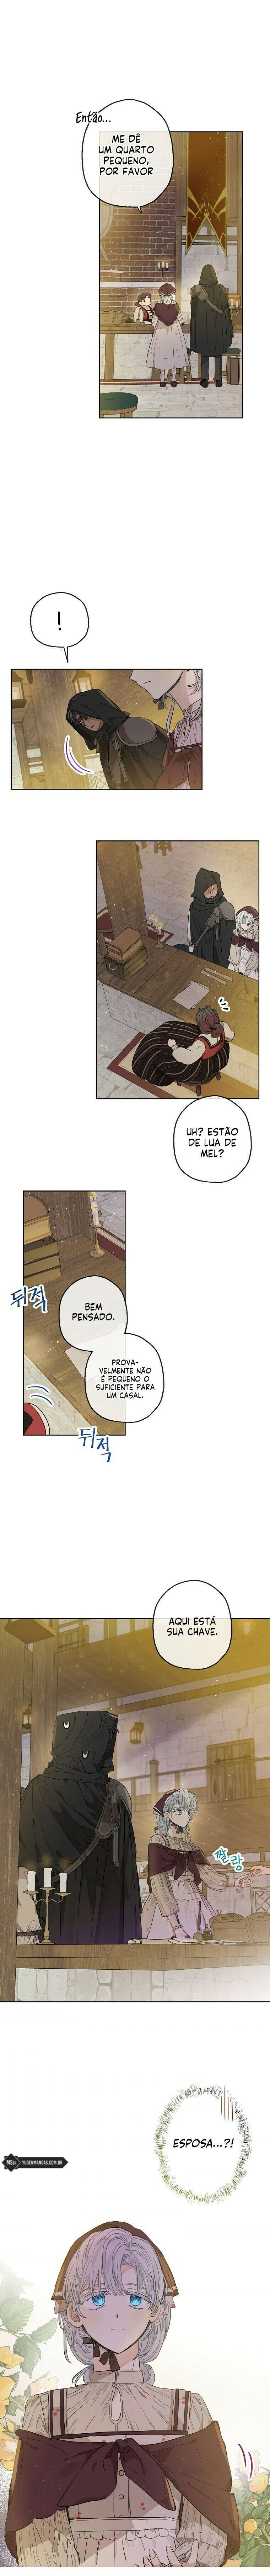 Então...
ME DÊ
UM QUARTO
PEQUENO,
POR FAVOR
!
UH? ESTÃO
DE LUA DE
MEL?
뒤적
BEM
PENSADO.
PROVA-
VELMENTE NÃO
É PEQUENO O
SUFICIENTE PARA
UM CASAL.
뒤적
AQUI ESTÁ
SUA CHAVE.
쩔랑
ESPOSA...?!
YUGENMANGAS.COM.BR